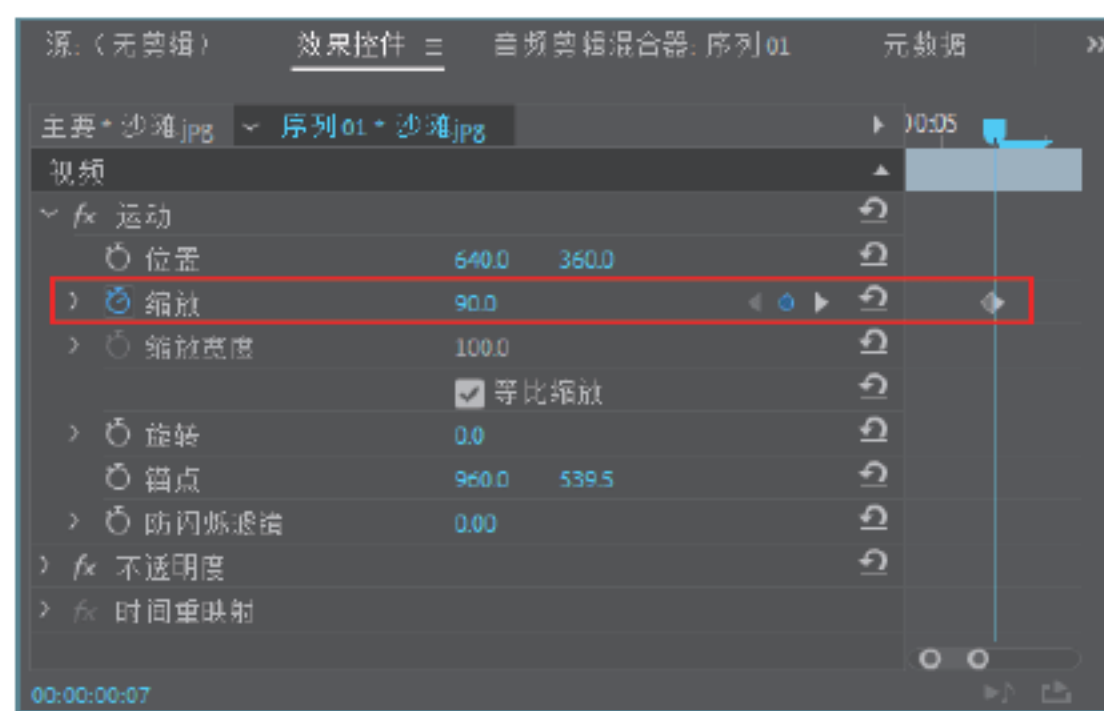 源:（无剪辑） 效果控件 ≡ 音频剪辑混合器: 序列 01 元数据 »
主要 * 沙滩.jpg 序列 01 * 沙滩.jpg 00:05
视频
fx 运动
位置 640.0 360.0
缩放 90.0
缩放宽度 100.0
等比缩放
旋转 0.0
锚点 960.0 539.5
防闪烁滤镜 0.00
fx 不透明度
fx 时间重映射
00:00:00:07